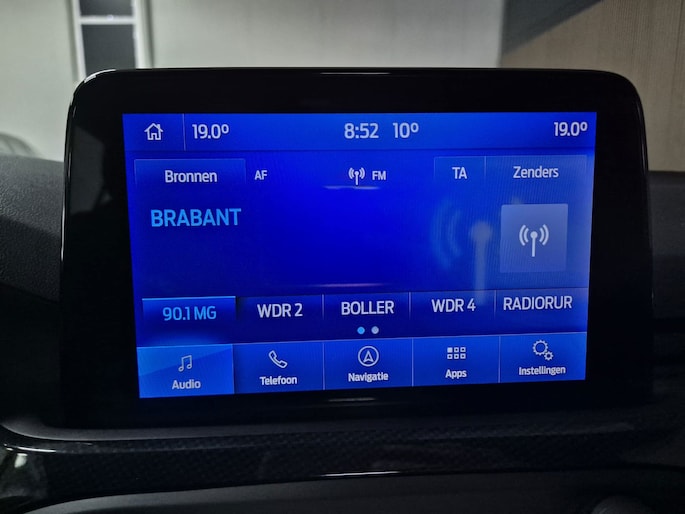 19.0° 8:52 10° 19.0°
Bronnen AF FM TA Zenders
BRABANT
90.1 MG WDR 2 BOLLER WDR 4 RADIORUR
Audio Telefoon Navigatie Apps Instellingen